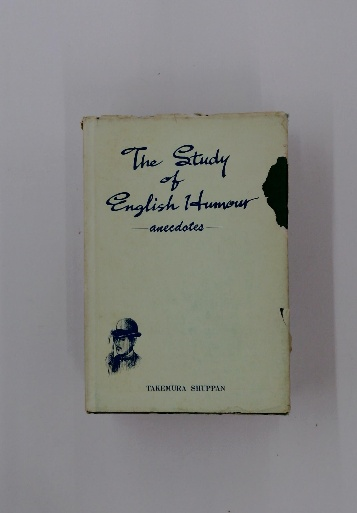 The Study
of
English Humour
—anecdotes—
TAKEMURA SHUPPAN